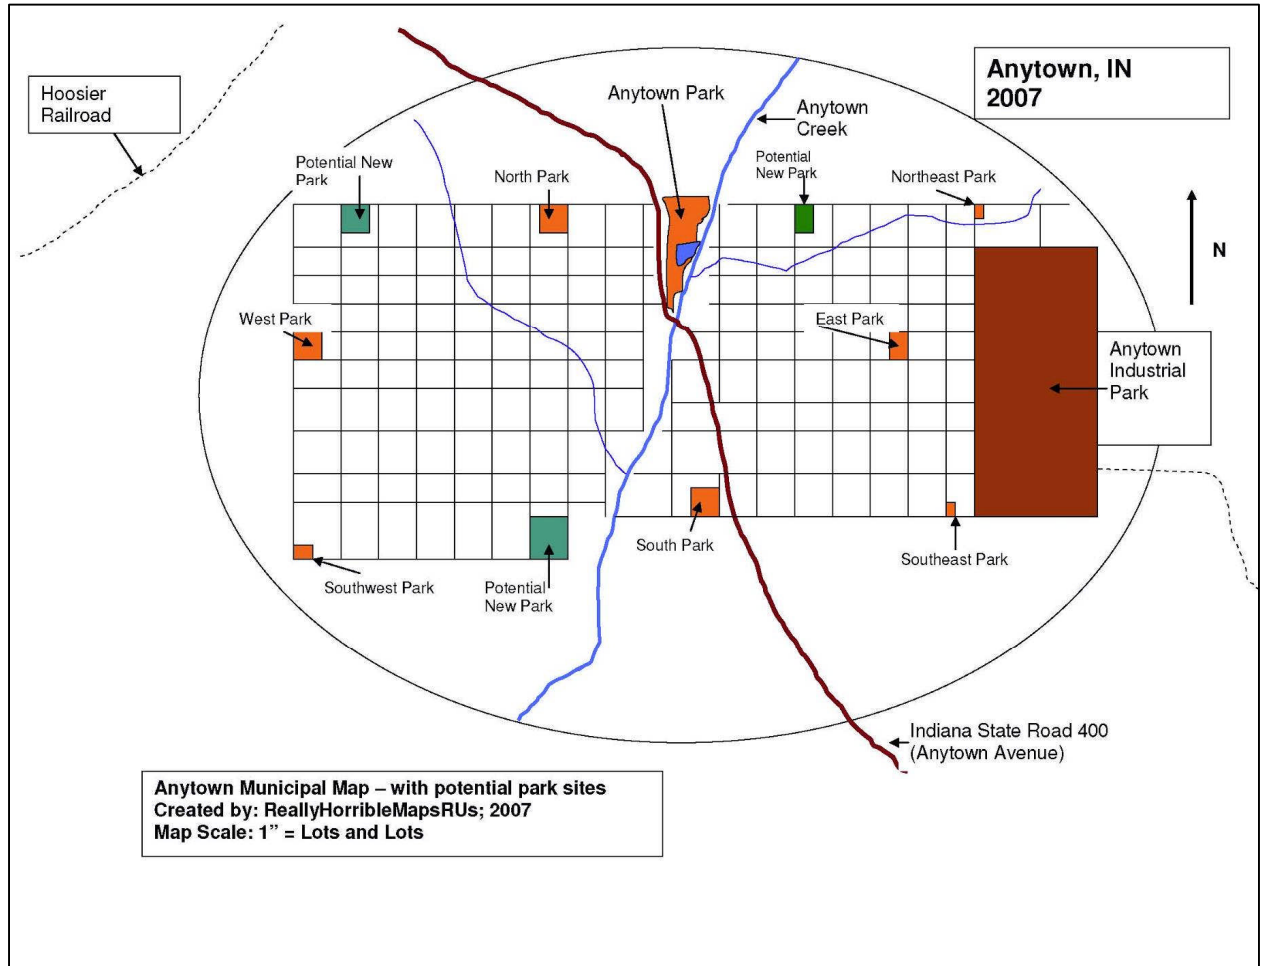 Anytown, IN
2007
Hoosier
Railroad
Anytown Park
Anytown
Creek
Potential New
Park
North Park
Potential
New Park
Northeast Park
N
West Park
East Park
Anytown
Industrial
Park
South Park
Southeast Park
Southwest Park
Potential
New Park
Indiana State Road 400
(Anytown Avenue)
Anytown Municipal Map – with potential park sites
Created by: ReallyHorribleMapsRUs; 2007
Map Scale: 1” = Lots and Lots